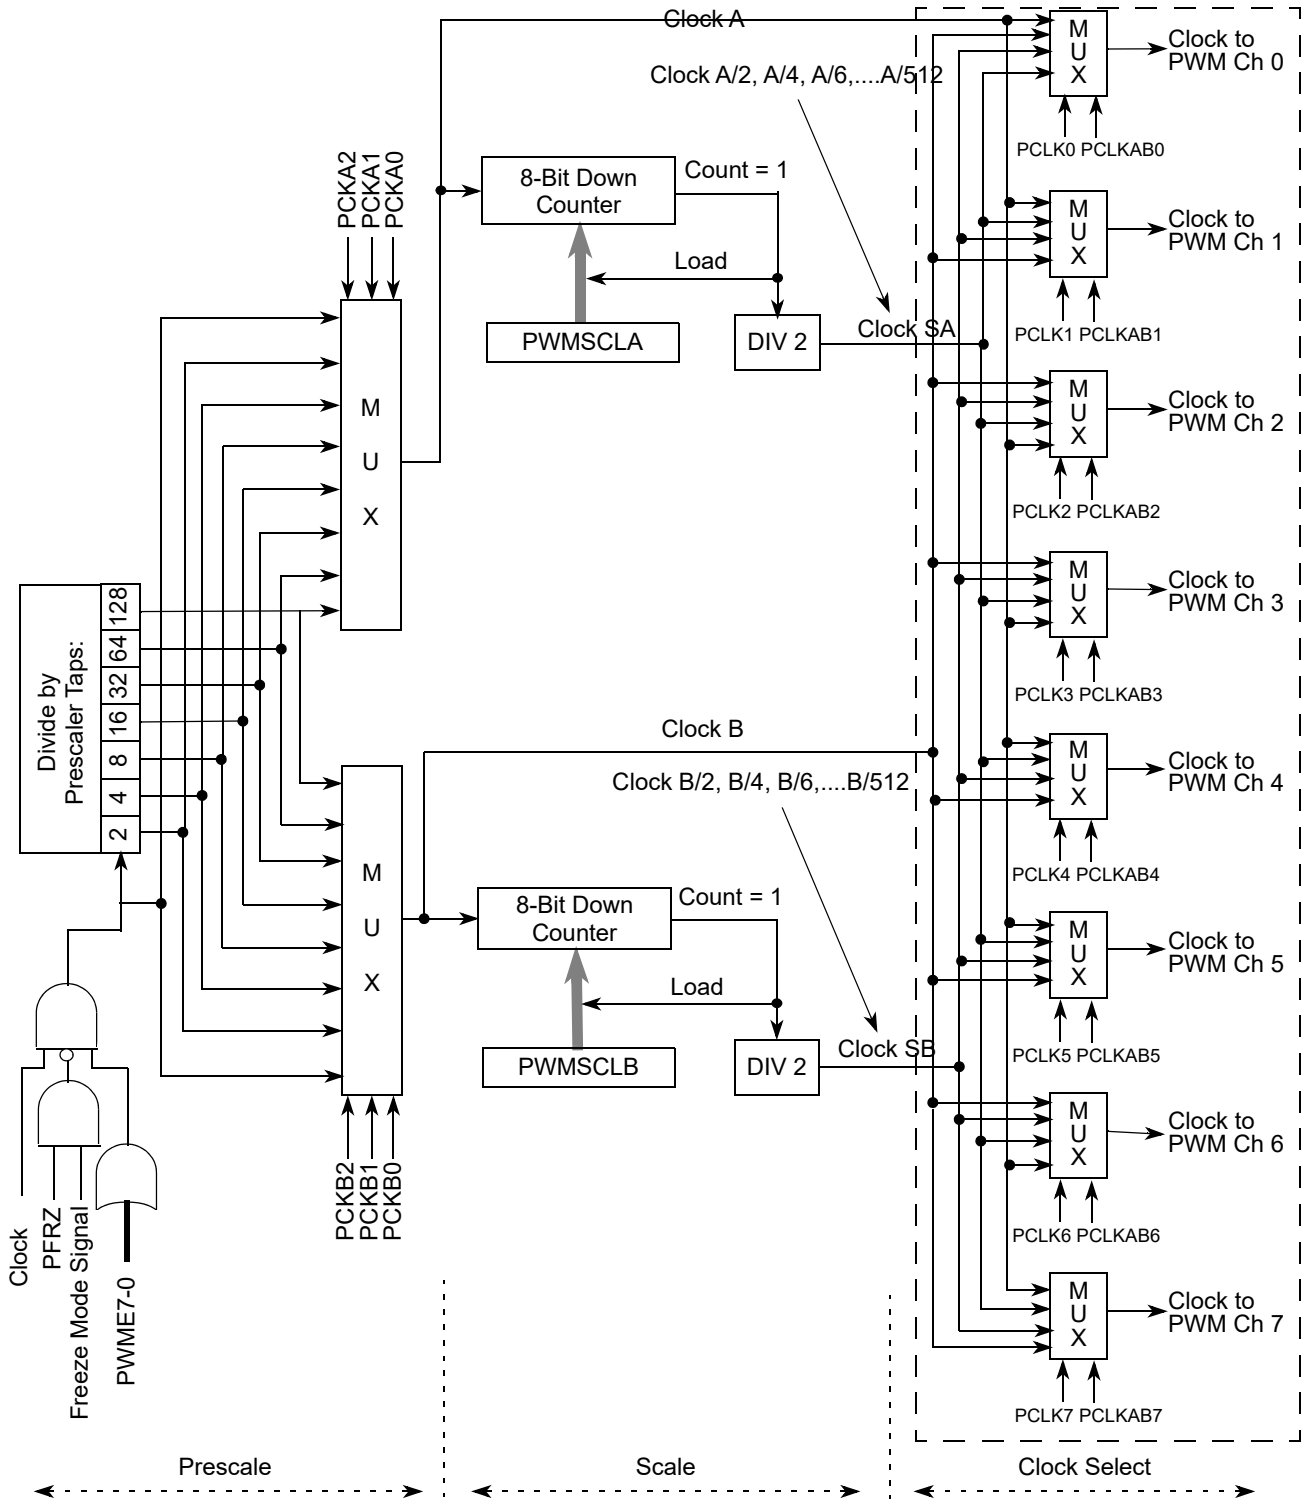 Clock A
Clock A/2, A/4, A/6,....A/512
PCKA2
PCKA1
PCKA0
8-Bit Down
Counter
Count = 1
Load
PWMSCLA
DIV 2
Clock SA
M
U
X
Divide by
Prescaler Taps:
128
64
32
16
8
4
2
Clock B
Clock B/2, B/4, B/6,....B/512
M
U
X
8-Bit Down
Counter
Count = 1
Load
PWMSCLB
DIV 2
Clock SB
PCKB2
PCKB1
PCKB0
Clock
PFRZ
Freeze Mode Signal
PWME7-0
M
U
X
Clock to
PWM Ch 0
PCLK0 PCLKAB0
M
U
X
Clock to
PWM Ch 1
PCLK1 PCLKAB1
M
U
X
Clock to
PWM Ch 2
PCLK2 PCLKAB2
M
U
X
Clock to
PWM Ch 3
PCLK3 PCLKAB3
M
U
X
Clock to
PWM Ch 4
PCLK4 PCLKAB4
M
U
X
Clock to
PWM Ch 5
PCLK5 PCLKAB5
M
U
X
Clock to
PWM Ch 6
PCLK6 PCLKAB6
M
U
X
Clock to
PWM Ch 7
PCLK7 PCLKAB7
Prescale
Scale
Clock Select